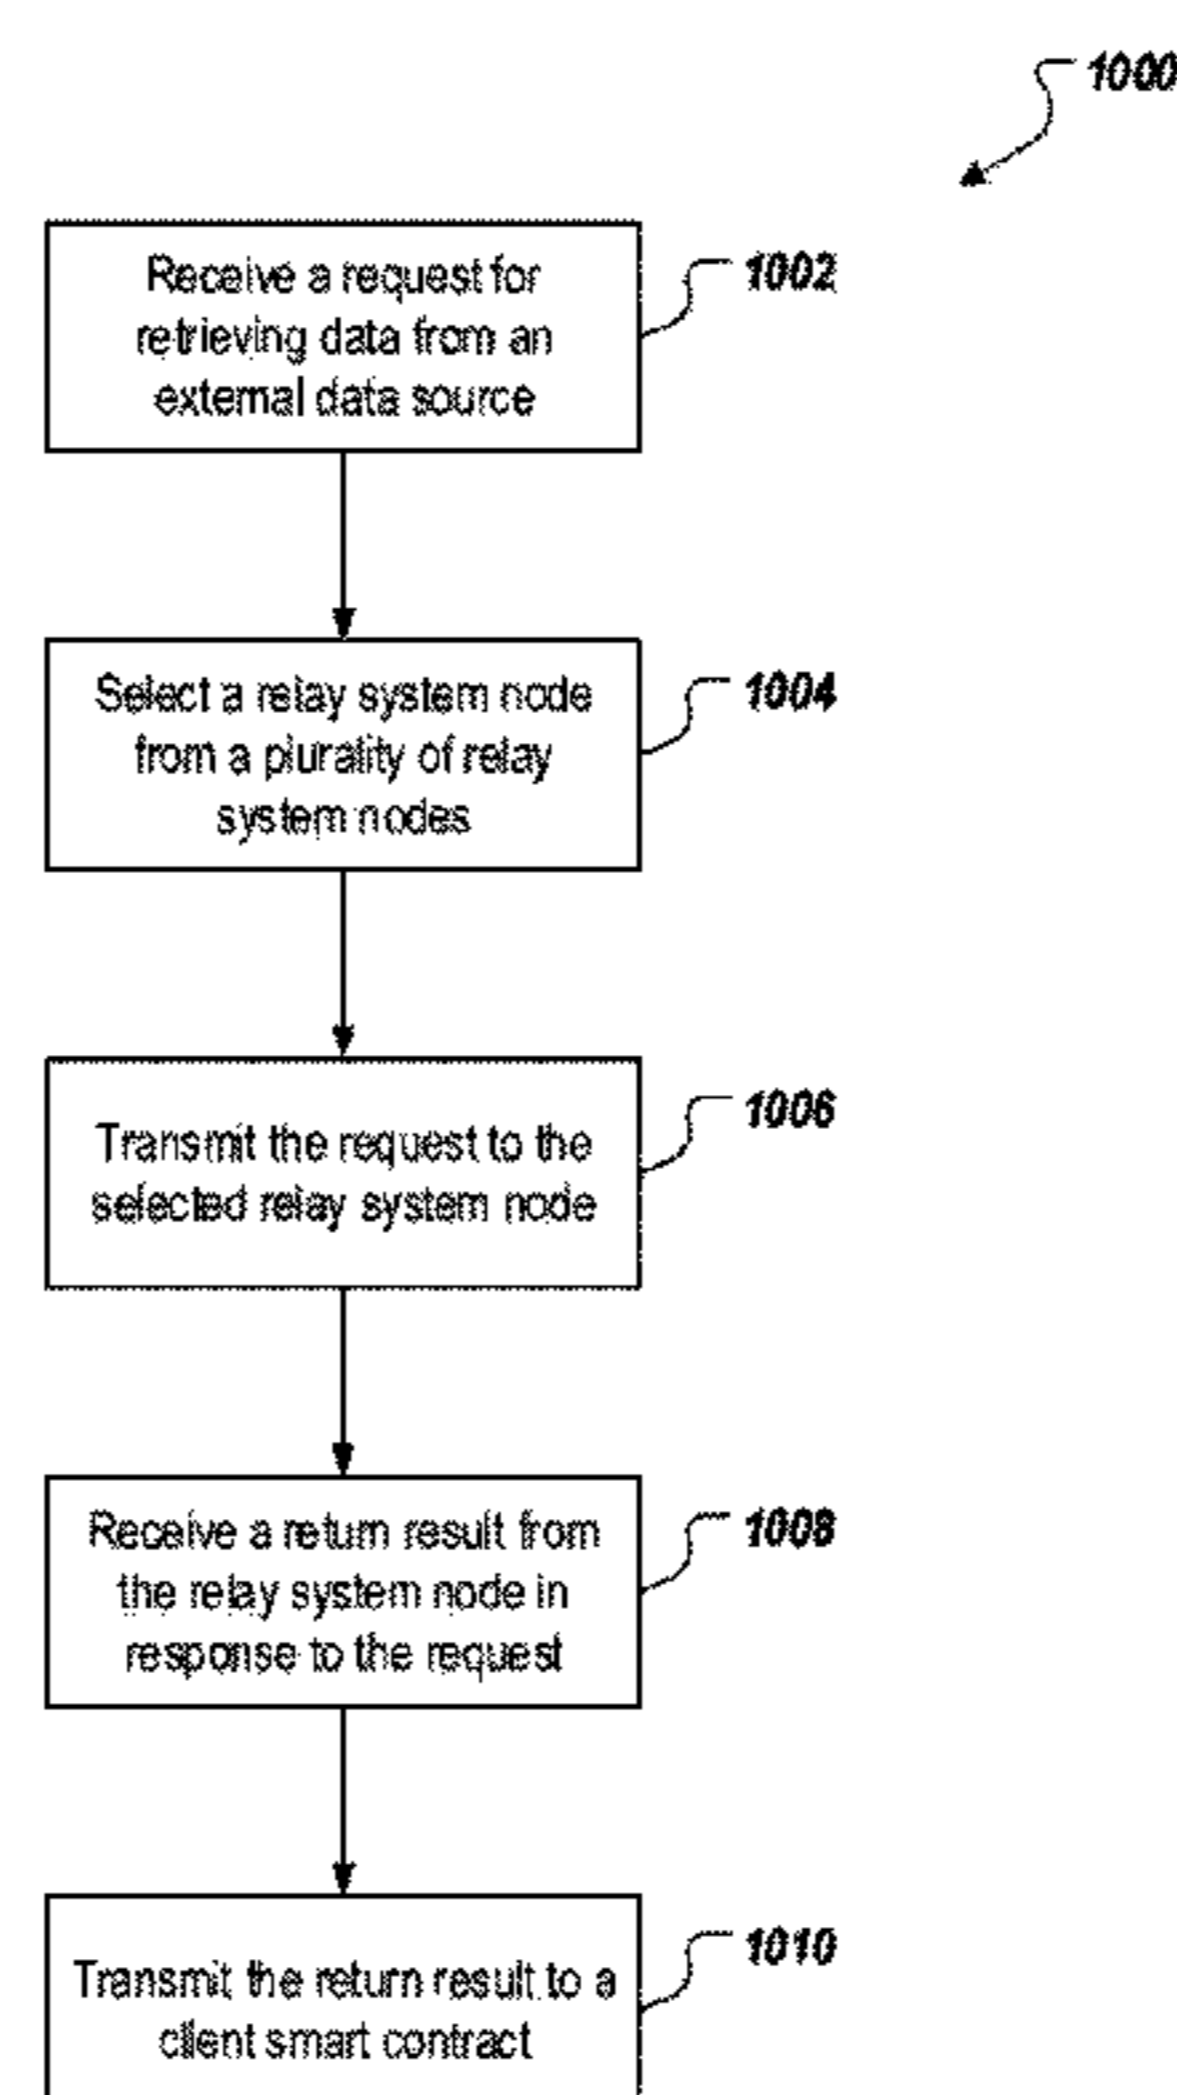 1000
Receive a request for
retrieving data from an
external data source
1002
Select a relay system node
from a plurality of relay
system nodes
1004
Transmit the request to the
selected relay system node
1006
Receive a return result from
the relay system node in
response to the request
1008
Transmit the return result to a
client smart contract
1010